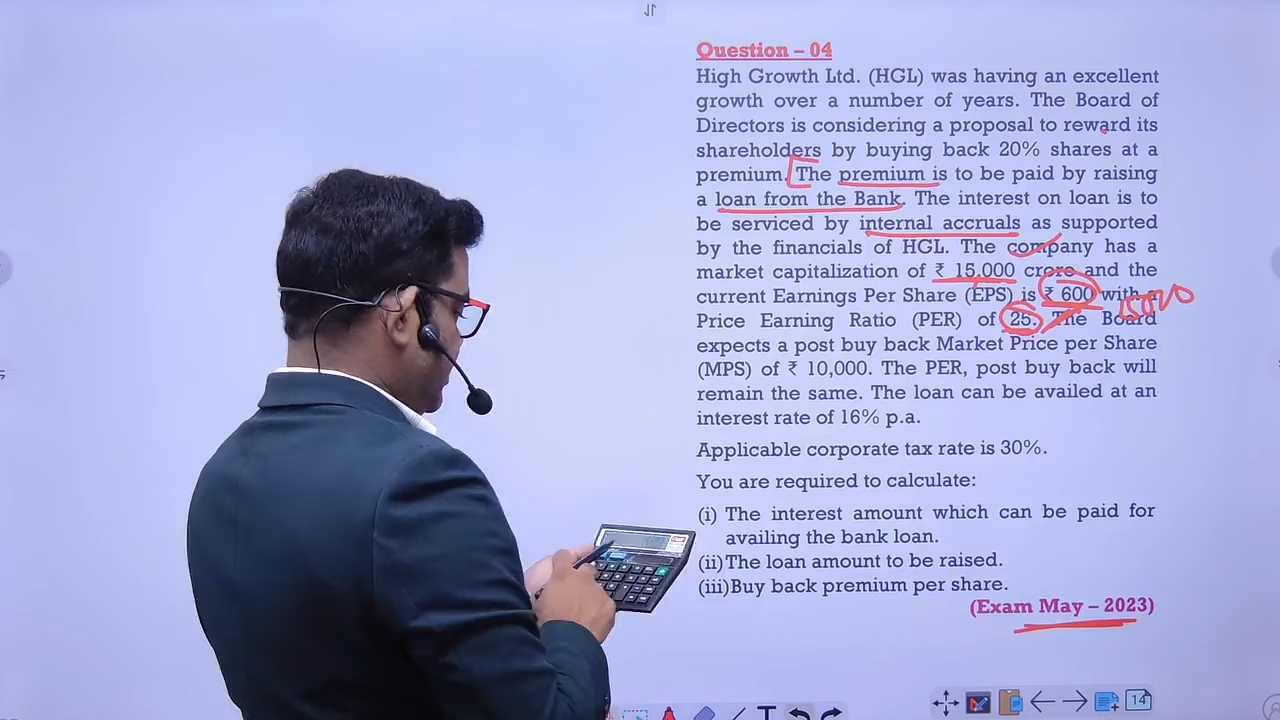 Question – 04
High Growth Ltd. (HGL) was having an excellent
growth over a number of years. The Board of
Directors is considering a proposal to reward its
shareholders by buying back 20% shares at a
premium. The premium is to be paid by raising
a loan from the Bank. The interest on loan is to
be serviced by internal accruals as supported
by the financials of HGL. The company has a
market capitalization of ₹ 15,000 crore and the
current Earnings Per Share (EPS) is ₹ 600 with a
Price Earning Ratio (PER) of 25. The Board
expects a post buy back Market Price per Share
(MPS) of ₹ 10,000. The PER, post buy back will
remain the same. The loan can be availed at an
interest rate of 16% p.a.
Applicable corporate tax rate is 30%.
You are required to calculate:
(i) The interest amount which can be paid for
availing the bank loan.
(ii)The loan amount to be raised.
(iii)Buy back premium per share.
(Exam May – 2023)
14